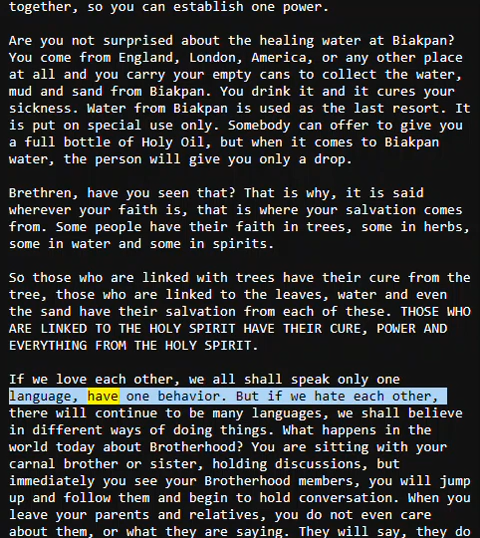 together, so you can establish one power.
Are you not surprised about the healing water at Biakpan?
You come from England, London, America, or any other place
at all and you carry your empty cans to collect the water,
mud and sand from Biakpan. You drink it and it cures your
sickness. Water from Biakpan is used as the last resort. It
is put on special use only. Somebody can offer to give you
a full bottle of Holy Oil, but when it comes to Biakpan
water, the person will give you only a drop.
Brethren, have you seen that? That is why, it is said
wherever your faith is, that is where your salvation comes
from. Some people have their faith in trees, some in herbs,
some in water and some in spirits.
So those who are linked with trees have their cure from the
tree, those who are linked to the leaves, water and even
the sand have their salvation from each of these. THOSE WHO
ARE LINKED TO THE HOLY SPIRIT HAVE THEIR CURE, POWER AND
EVERYTHING FROM THE HOLY SPIRIT.
If we love each other, we all shall speak only one
language, have one behavior. But if we hate each other,
there will continue to be many languages, we shall believe
in different ways of doing things. What happens in the
world today about Brotherhood? You are sitting with your
carnal brother or sister, holding discussions, but
immediately you see your Brotherhood members, you will jump
up and follow them and begin to hold conversation. When you
leave your parents and relatives, you do not even care
about them, or what they are saying. They will say, they do